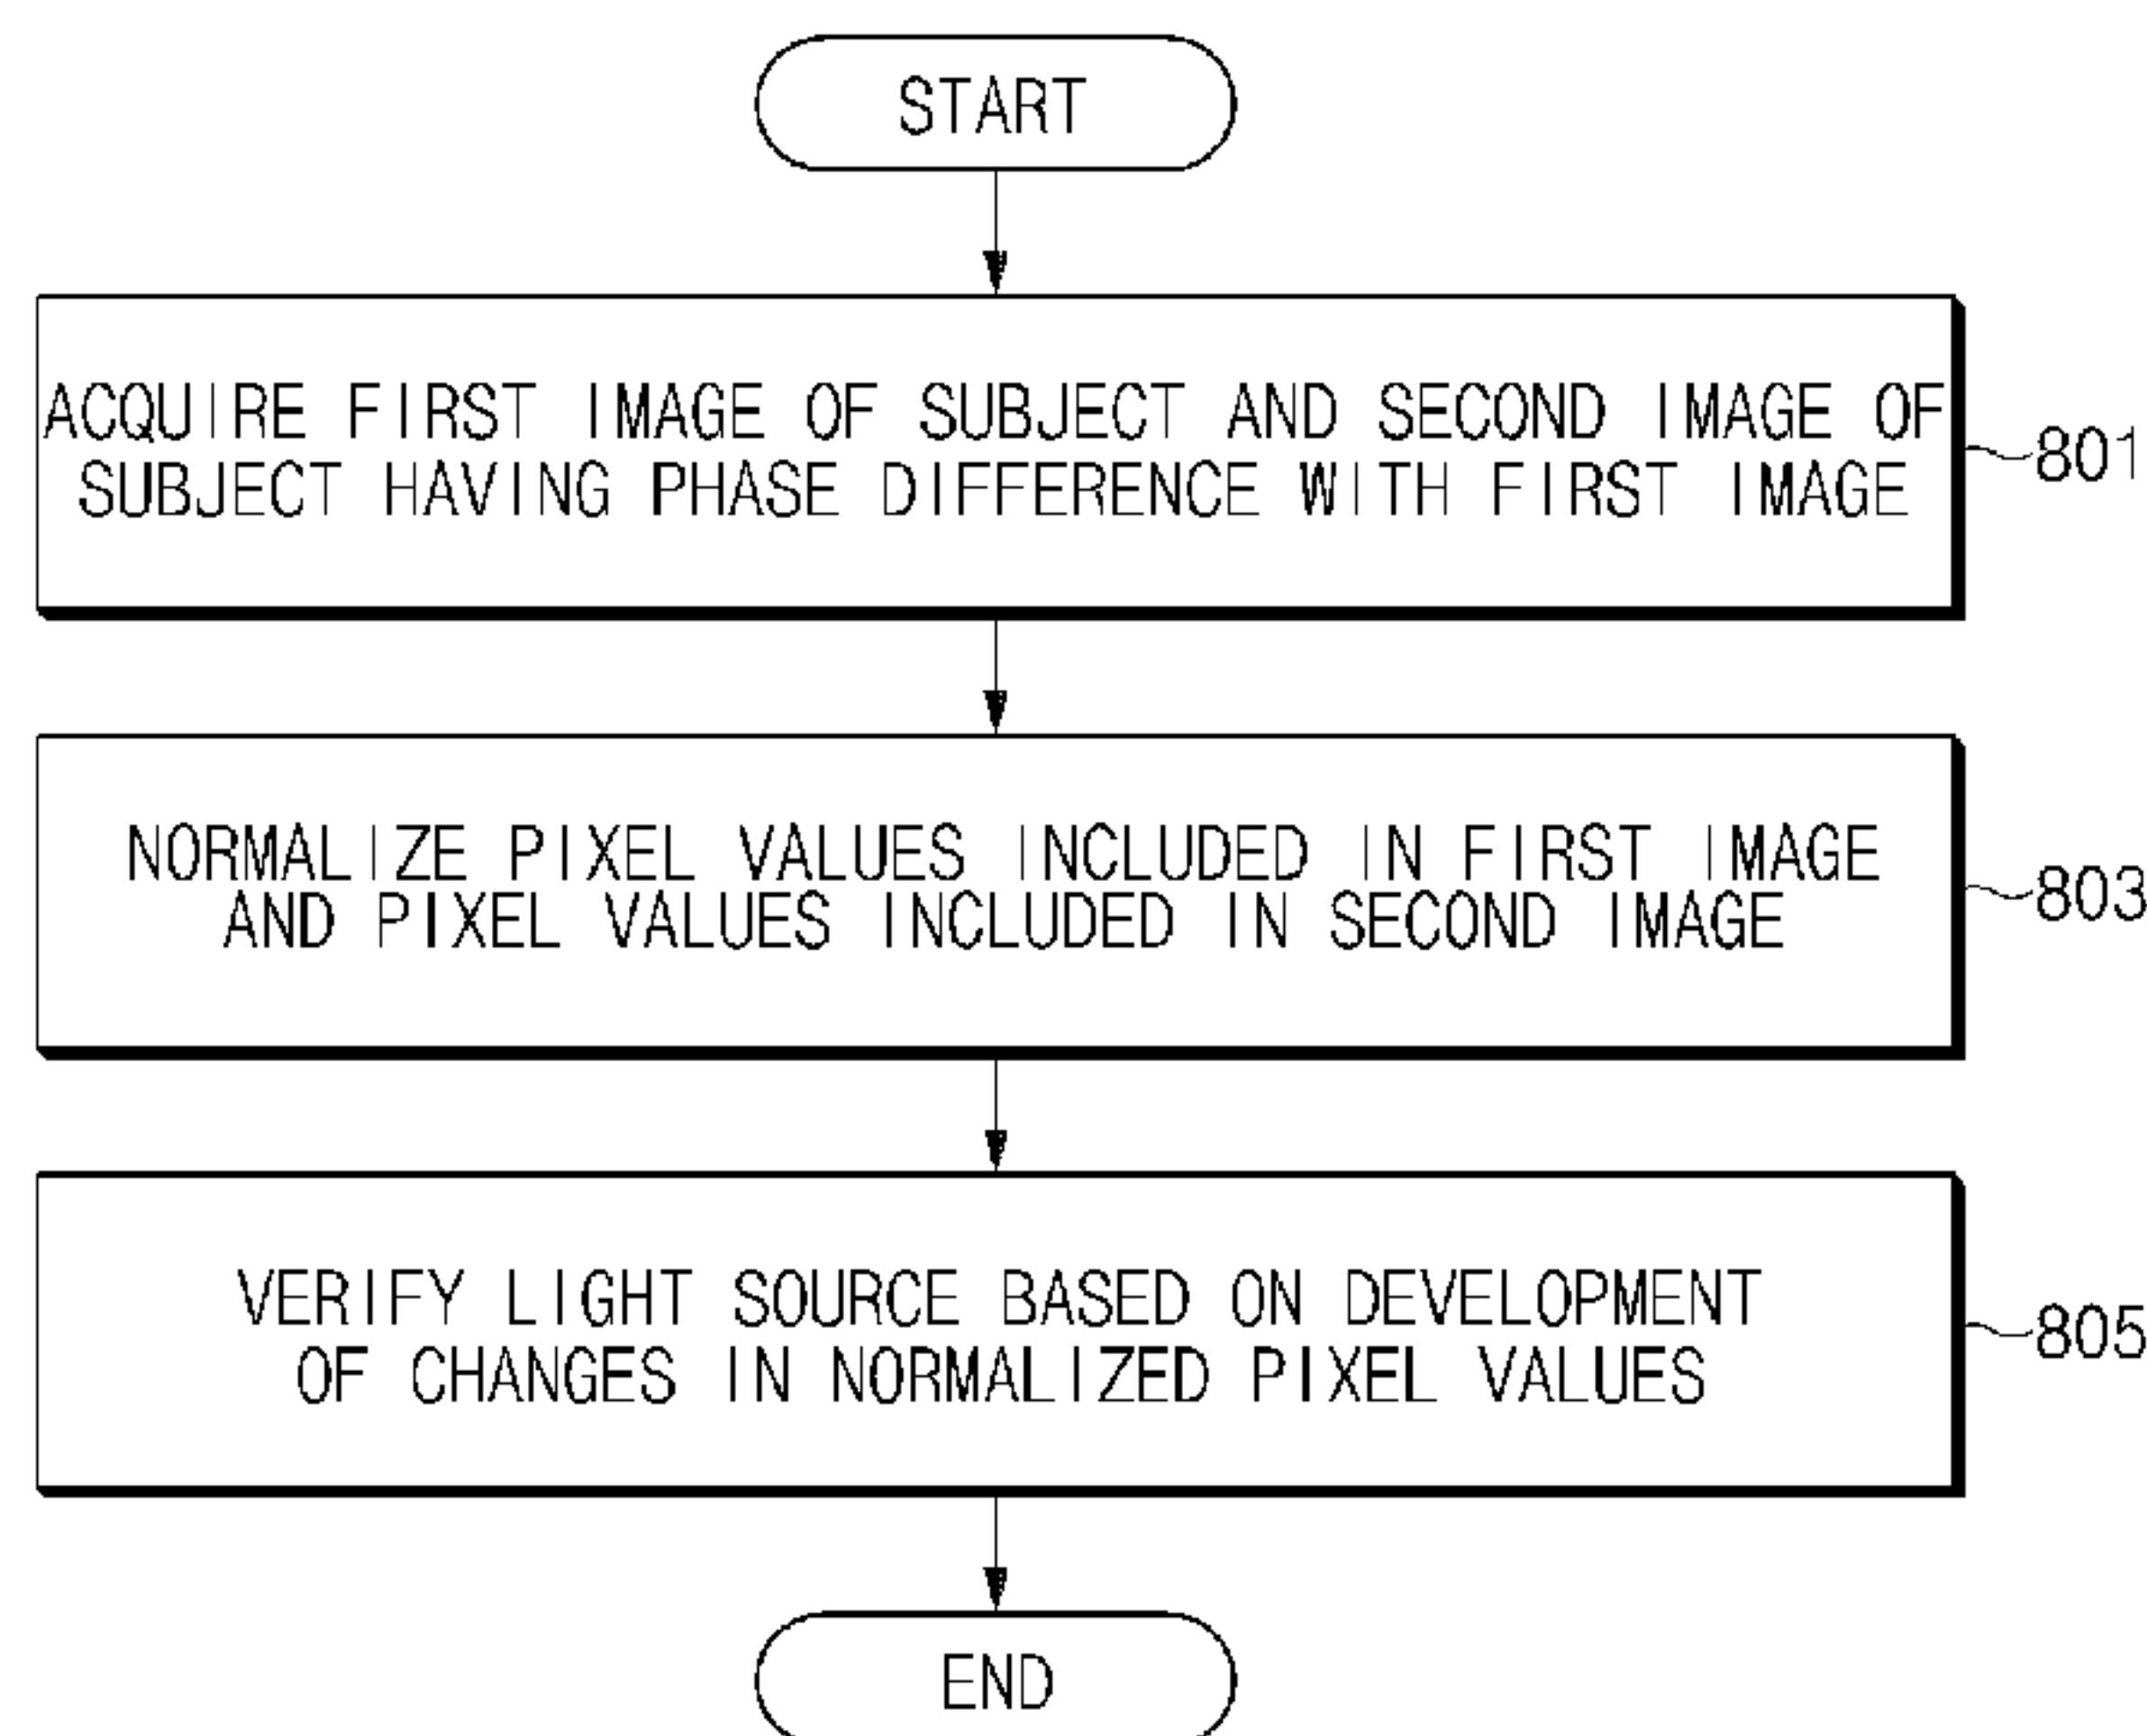 START
ACQUIRE FIRST IMAGE OF SUBJECT AND SECOND IMAGE OF
SUBJECT HAVING PHASE DIFFERENCE WITH FIRST IMAGE
801
NORMALIZE PIXEL VALUES INCLUDED IN FIRST IMAGE
AND PIXEL VALUES INCLUDED IN SECOND IMAGE
803
VERIFY LIGHT SOURCE BASED ON DEVELOPMENT
OF CHANGES IN NORMALIZED PIXEL VALUES
805
END